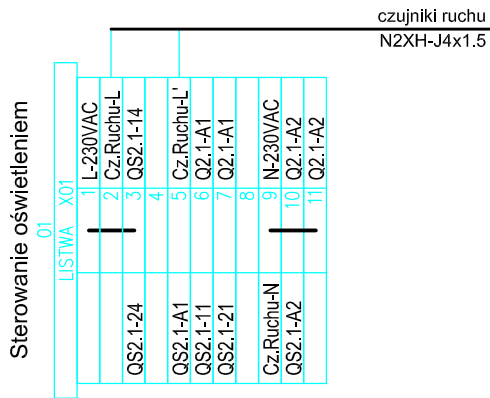 czujniki ruchu
N2XH-J4x1.5
Sterowanie oświetleniem
01
LISTWA X01
L-230VAC
Cz.Ruchu-L
QS2.1-14
Cz.Ruchu-L'
Q2.1-A1
Q2.1-A1
N-230VAC
Q2.1-A2
Q2.1-A2
1
2
3
4
5
6
7
8
9
10
11
QS2.1-24
QS2.1-A1
QS2.1-11
QS2.1-21
Cz.Ruchu-N
QS2.1-A2